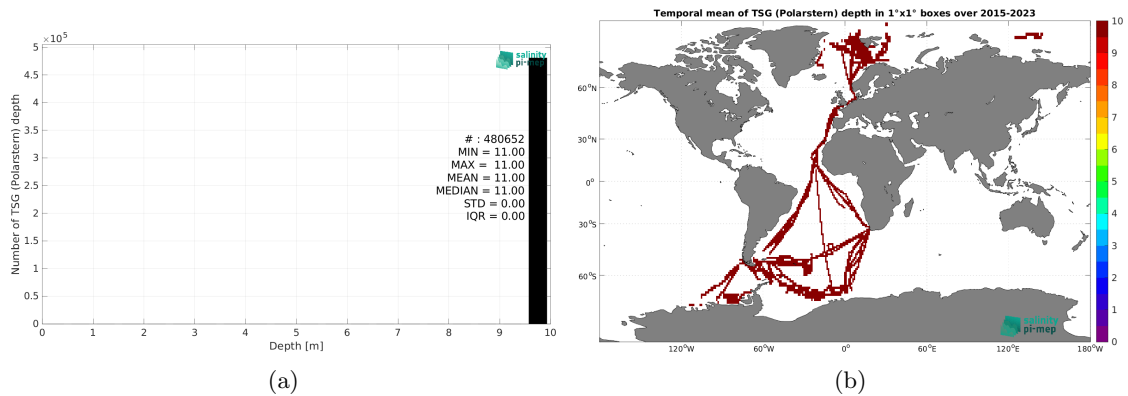 ×10⁵
5
4.5
4
3.5
3
2.5
2
1.5
1
0.5
0
Number of TSG (Polarstern) depth
salinity
pi-mep
# : 480652
MIN = 11.00
MAX = 11.00
MEAN = 11.00
MEDIAN = 11.00
STD = 0.00
IQR = 0.00
0 1 2 3 4 5 6 7 8 9 10
Depth [m]
(a)
Temporal mean of TSG (Polarstern) depth in 1°x1° boxes over 2015-2023
60°N
30°N
0°
30°S
60°S
120°W 60°W 0° 60°E 120°E 180°W
salinity
pi-mep
10
9
8
7
6
5
4
3
2
1
0
(b)